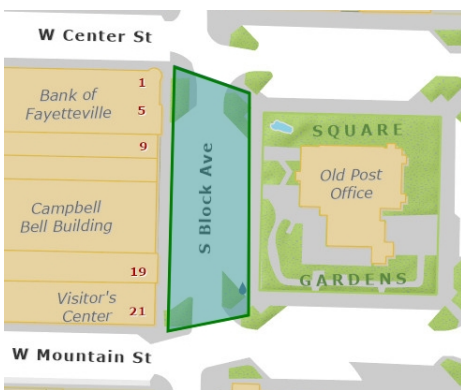 W Center St
Bank of
Fayetteville
1
5
9
Campbell
Bell Building
19
Visitor's
Center
21
S Block Ave
SQUARE
Old Post
Office
GARDENS
W Mountain St